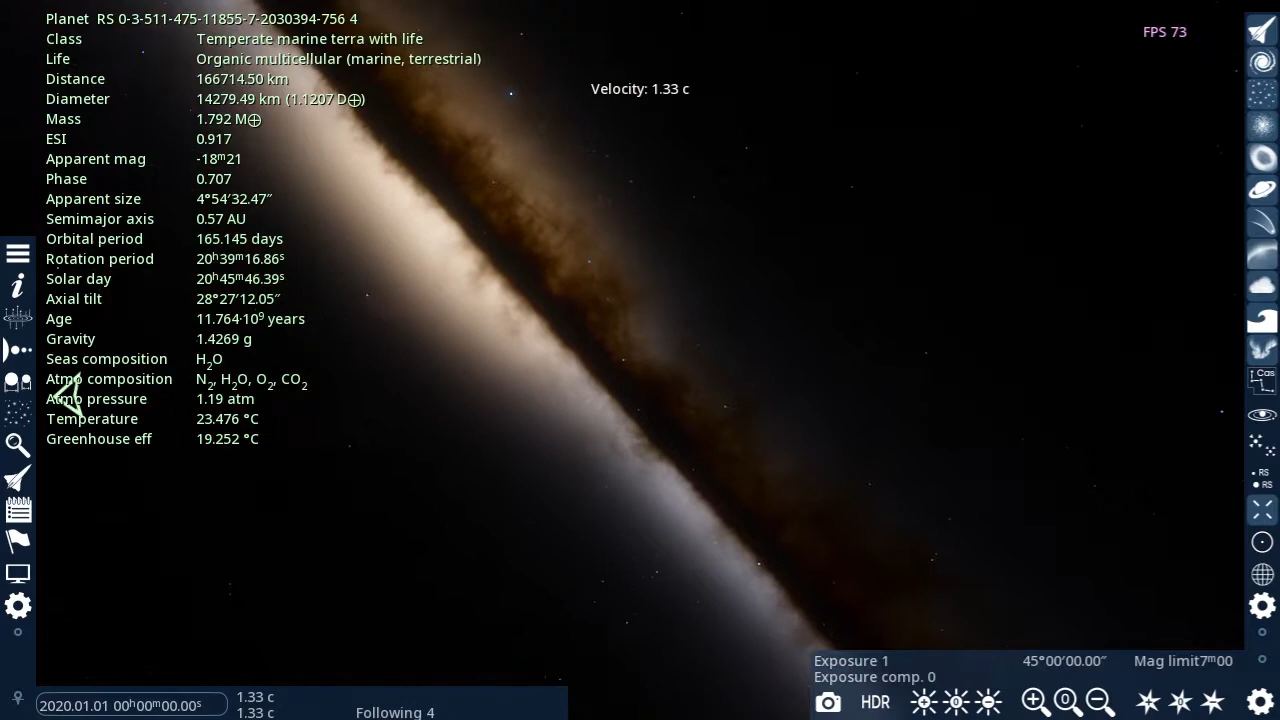 Planet RS 0-3-511-475-11855-7-2030394-756 4
Class Temperate marine terra with life
Life Organic multicellular (marine, terrestrial)
Distance 166714.50 km
Diameter 14279.49 km (1.1207 D⊕)
Mass 1.792 M⊕
ESI 0.917
Apparent mag -18ᵐ21
Phase 0.707
Apparent size 4°54′32.47″
Semimajor axis 0.57 AU
Orbital period 165.145 days
Rotation period 20ʰ39ᵐ16.86ˢ
Solar day 20ʰ45ᵐ46.39ˢ
Axial tilt 28°27′12.05″
Age 11.764·10⁹ years
Gravity 1.4269 g
Seas composition H₂O
Atmo composition N₂, H₂O, O₂, CO₂
Atmo pressure 1.19 atm
Temperature 23.476 °C
Greenhouse eff 19.252 °C
Velocity: 1.33 c
FPS 73
Cas
RS
RS
Exposure 1 45°00′00.00″ Mag limit7ᵐ00
Exposure comp. 0
HDR
2020.01.01 00ʰ00ᵐ00.00ˢ
1.33 c
1.33 c Following 4